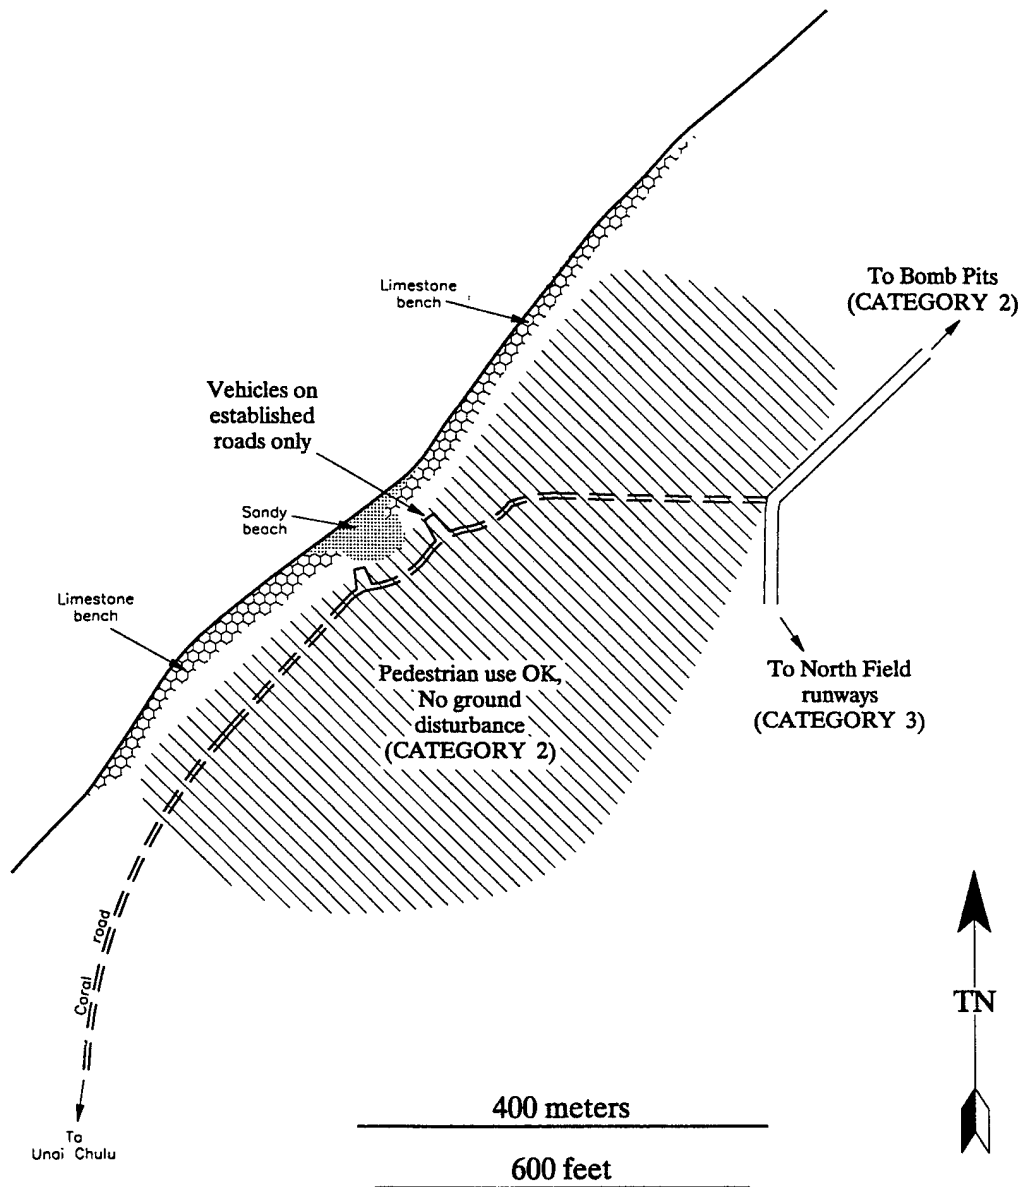 To Bomb Pits
(CATEGORY 2)
Limestone
bench
Vehicles on
established
roads only
Sandy
beach
Limestone
bench
Pedestrian use OK,
No ground
disturbance
(CATEGORY 2)
To North Field
runways
(CATEGORY 3)
Coral road
TN
400 meters
To
Unai Chulu
600 feet